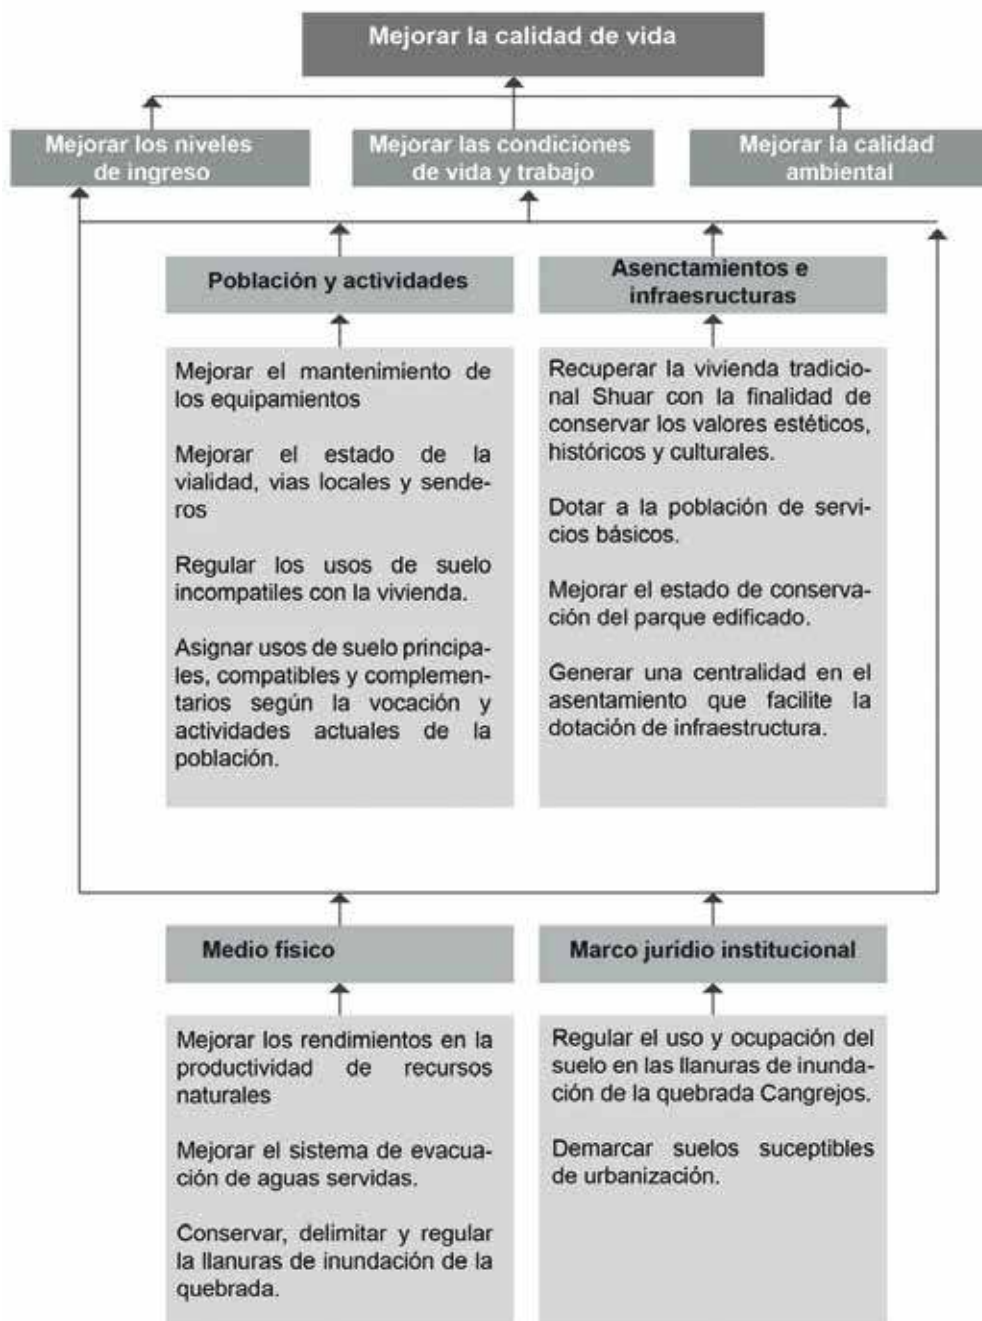 Mejorar la calidad de vida
Mejorar los niveles
de ingreso
Mejorar las condiciones
de vida y trabajo
Mejorar la calidad
ambiental
Población y actividades
Mejorar el mantenimiento de
los equipamientos
Mejorar el estado de la
vialidad, vias locales y sende-
ros
Regular los usos de suelo
incompatiles con la vivienda.
Asignar usos de suelo principa-
les, compatibles y complemen-
tarios según la vocación y
actividades actuales de la
población.
Asenctamientos e
infraesructuras
Recuperar la vivienda tradicio-
nal Shuar con la finalidad de
conservar los valores estéticos,
históricos y culturales.
Dotar a la población de servi-
cios básicos.
Mejorar el estado de conserva-
ción del parque edificado.
Generar una centralidad en el
asentamiento que facilite la
dotación de infraestructura.
Medio físico
Mejorar los rendimientos en la
productividad de recursos
naturales
Mejorar el sistema de evacua-
ción de aguas servidas.
Conservar, delimitar y regular
la llanuras de inundación de la
quebrada.
Marco juridio institucional
Regular el uso y ocupación del
suelo en las llanuras de inunda-
ción de la quebrada Cangrejos.
Demarcar suelos suceptibles
de urbanización.